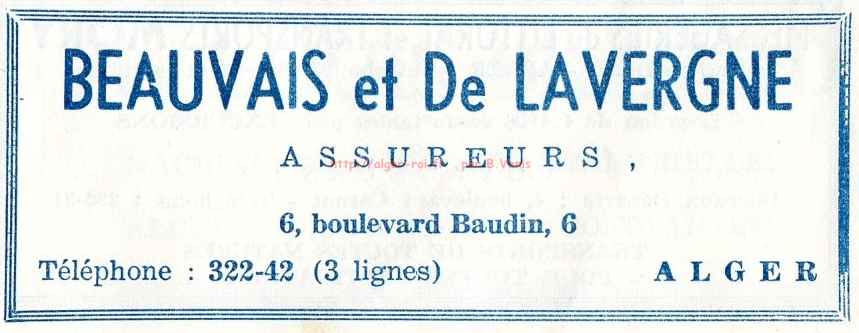 BEAUVAIS et De LAVERGNE
ASSUREURS,
6, boulevard Baudin, 6
Téléphone : 322-42 (3 lignes) ALGER